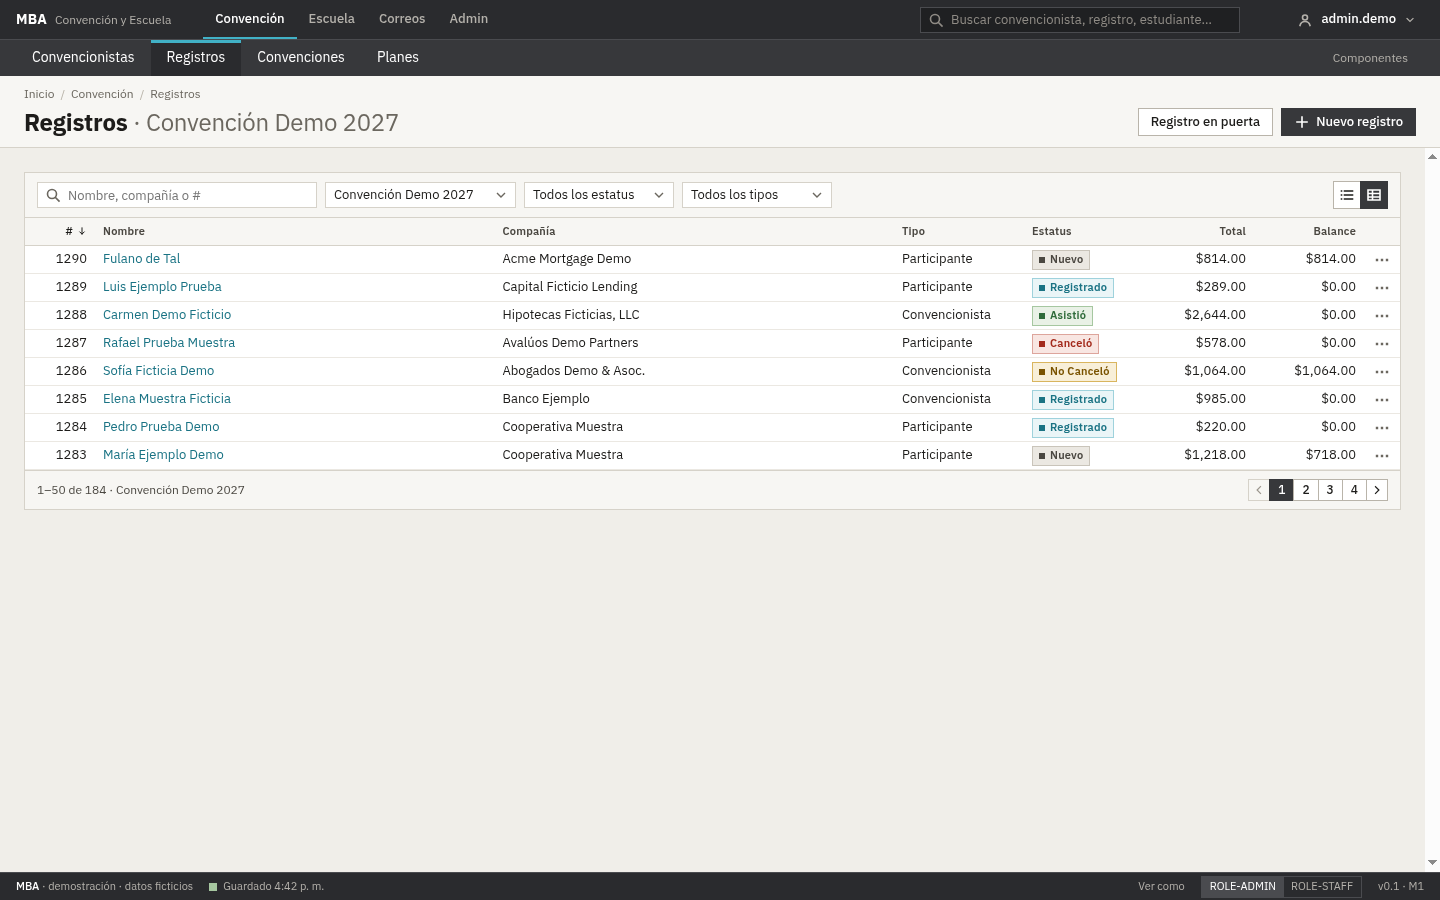 MBA Convención y Escuela Convención Escuela Correos Admin Buscar convencionista, registro, estudiante... admin.demo
Convencionistas Registros Convenciones Planes Componentes
Inicio / Convención / Registros
Registros · Convención Demo 2027 Registro en puerta Nuevo registro
Nombre, compañía o # Convención Demo 2027 Todos los estatus Todos los tipos
# ↓ Nombre Compañía Tipo Estatus Total Balance
1290 Fulano de Tal Acme Mortgage Demo Participante Nuevo $814.00 $814.00
1289 Luis Ejemplo Prueba Capital Ficticio Lending Participante Registrado $289.00 $0.00
1288 Carmen Demo Ficticio Hipotecas Ficticias, LLC Convencionista Asistió $2,644.00 $0.00
1287 Rafael Prueba Muestra Avalúos Demo Partners Participante Canceló $578.00 $0.00
1286 Sofía Ficticia Demo Abogados Demo & Asoc. Convencionista No Canceló $1,064.00 $1,064.00
1285 Elena Muestra Ficticia Banco Ejemplo Convencionista Registrado $985.00 $0.00
1284 Pedro Prueba Demo Cooperativa Muestra Participante Registrado $220.00 $0.00
1283 María Ejemplo Demo Cooperativa Muestra Participante Nuevo $1,218.00 $718.00
1–50 de 184 · Convención Demo 2027 1 2 3 4
MBA · demostración · datos ficticios Guardado 4:42 p. m. Ver como ROLE-ADMIN ROLE-STAFF v0.1 · M1